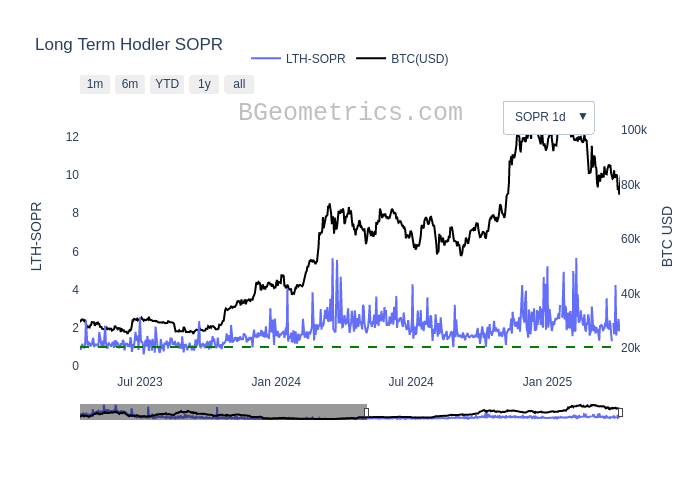 Long Term Hodler SOPR
LTH-SOPR BTC(USD)
1m 6m YTD 1y all
BGeometrics.com
SOPR 1d ▼
12
10
8
6
4
2
0
LTH-SOPR
100k
80k
60k
40k
20k
BTC USD
Jul 2023 Jan 2024 Jul 2024 Jan 2025